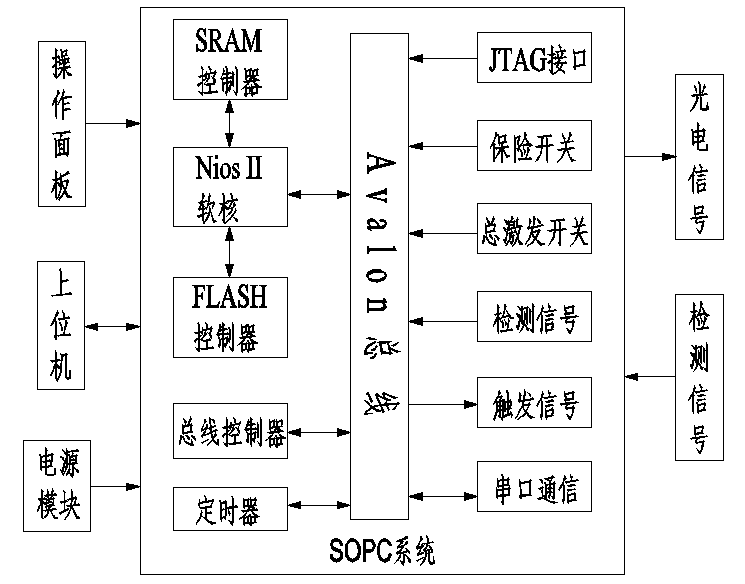 操作面板
上位机
电源
模块
SRAM
控制器
Nios II
软核
FLASH
控制器
总线控制器
定时器
Avalon总线
JTAG接口
保险开关
总激发开关
检测信号
触发信号
串口通信
SOPC系统
光电信号
检测信号